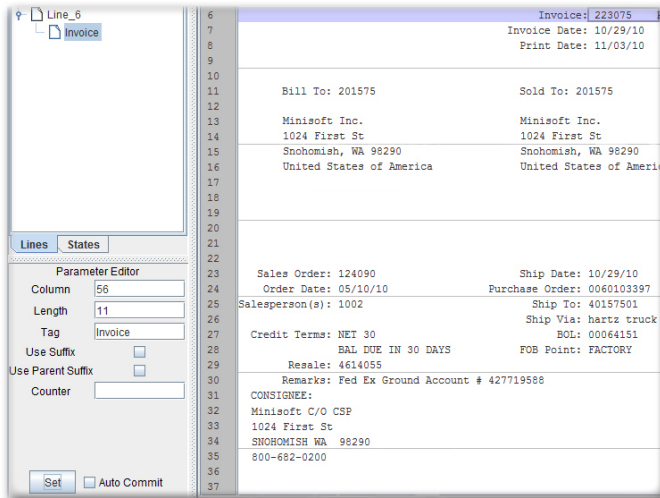 Line_6
Invoice
Lines States
Parameter Editor
Column 56
Length 11
Tag Invoice
Use Suffix
Use Parent Suffix
Counter
Set Auto Commit
6 Invoice: 223075
7 Invoice Date: 10/29/10
8 Print Date: 11/03/10
9
10
11 Bill To: 201575 Sold To: 201575
12
13 Minisoft Inc. Minisoft Inc.
14 1024 First St 1024 First St
15 Snohomish, WA 98290 Snohomish, WA 98290
16 United States of America United States of Ameri
17
18
19
20
21
22
23 Sales Order: 124090 Ship Date: 10/29/10
24 Order Date: 05/10/10 Purchase Order: 0060103397
25 Salesperson(s): 1002 Ship To: 40157501
26 Ship Via: hartz truck
27 Credit Terms: NET 30 BOL: 00064151
28 BAL DUE IN 30 DAYS FOB Point: FACTORY
29 Resale: 4614055
30 Remarks: Fed Ex Ground Account # 427719588
31 CONSIGNEE:
32 Minisoft C/O CSP
33 1024 First St
34 SNOHOMISH WA 98290
35 800-682-0200
36
37